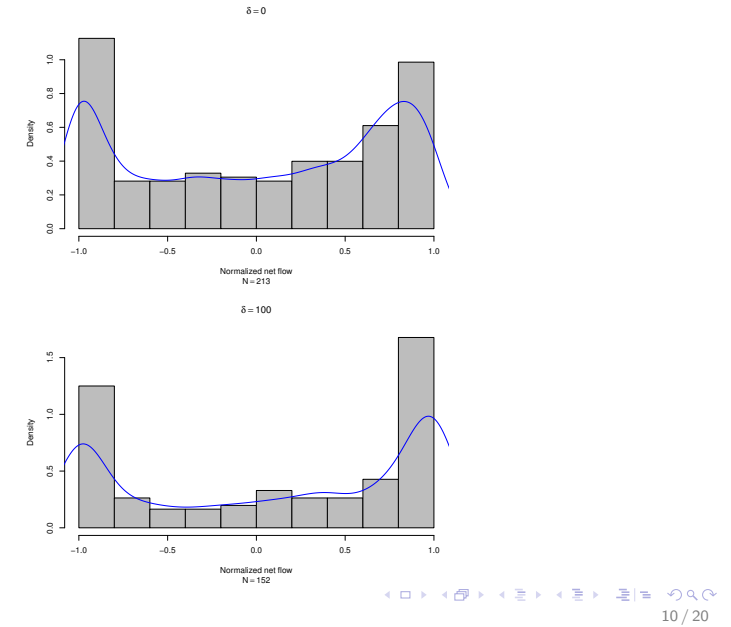 δ = 0
Density
0.0 0.2 0.4 0.6 0.8 1.0
−1.0 −0.5 0.0 0.5 1.0
Normalized net flow
N = 213
δ = 100
Density
0.0 0.5 1.0 1.5
−1.0 −0.5 0.0 0.5 1.0
Normalized net flow
N = 152
10 / 20